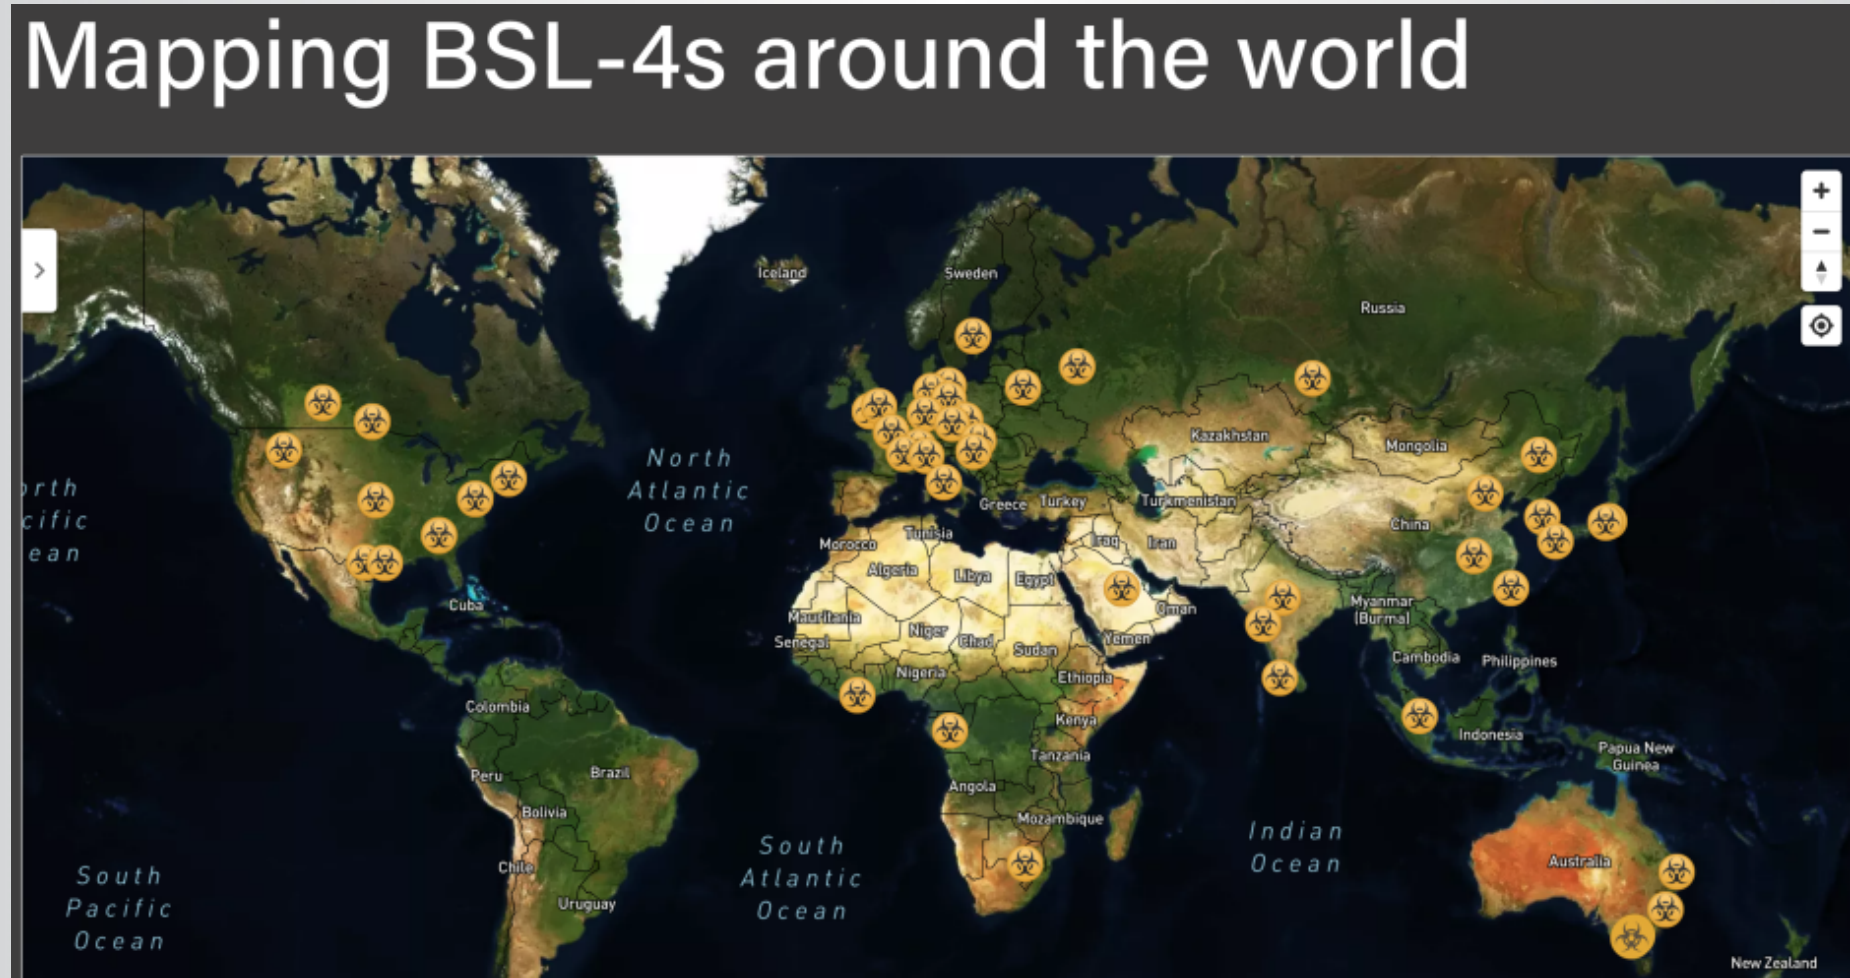 Mapping BSL-4s around the world
Iceland
Sweden
Russia
Kazakhstan
Mongolia
North
Atlantic
Ocean
orth
cific
ean
Greece
Turkey
Turkmenistan
China
Morocco
Tunisia
Iraq
Iran
Algeria
Libya
Egypt
Cuba
Mauritania
Oman
Myanmar
(Burma)
Senegal
Niger
Chad
Sudan
Yemen
Cambodia
Philippines
Nigeria
Ethiopia
Colombia
Kenya
Indonesia
Papua New
Guinea
Tanzania
Peru
Brazil
Angola
Bolivia
Mozambique
Indian
Ocean
South
Atlantic
Ocean
Chile
Australia
South
Pacific
Ocean
Uruguay
New Zealand